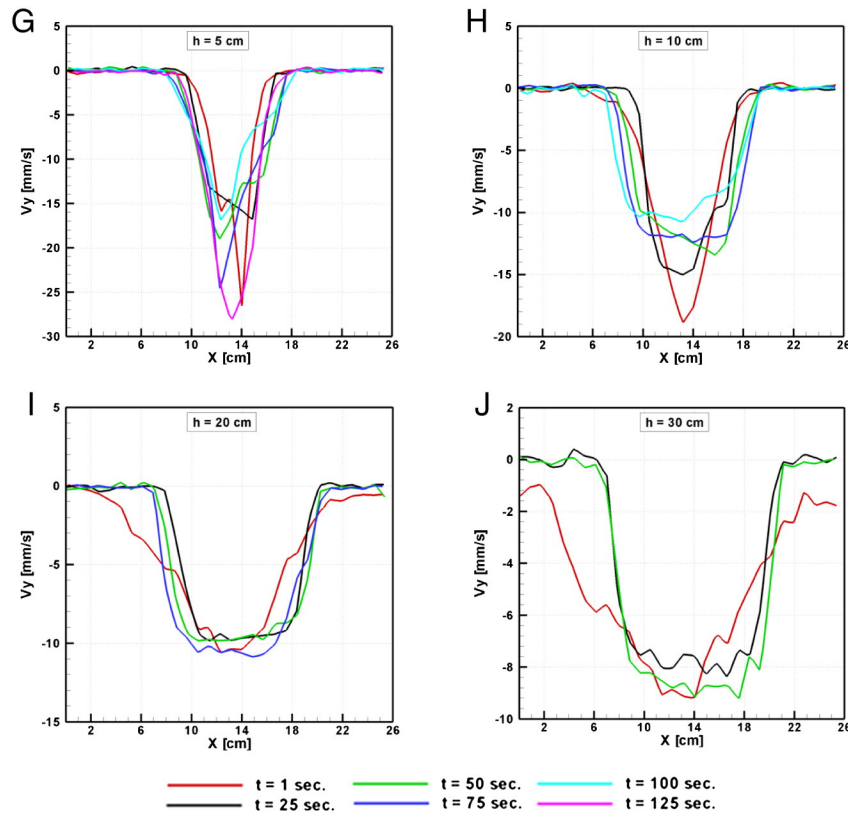 G
h = 5 cm
Vy [mm/s]
5
0
-5
-10
-15
-20
-25
-30
2 6 10 14 18 22 26
X [cm]
H
h = 10 cm
Vy [mm/s]
5
0
-5
-10
-15
-20
2 6 10 14 18 22 26
X [cm]
I
h = 20 cm
Vy [mm/s]
5
0
-5
-10
-15
2 6 10 14 18 22 26
X [cm]
J
h = 30 cm
Vy [mm/s]
2
0
-2
-4
-6
-8
-10
2 6 10 14 18 22 26
X [cm]
t = 1 sec. t = 50 sec. t = 100 sec.
t = 25 sec. t = 75 sec. t = 125 sec.